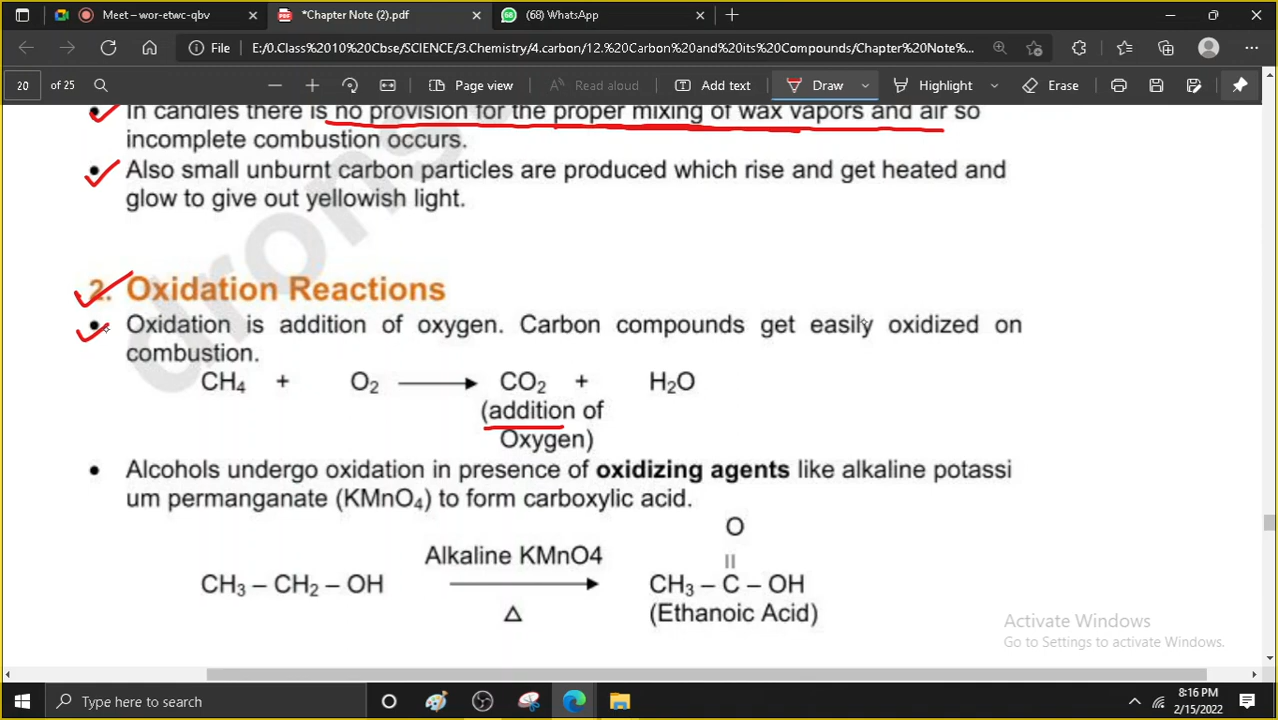 Meet – wor-etwc-qbv
*Chapter Note (2).pdf
(68) WhatsApp
File
E:/0.Class%2010%20Cbse/SCIENCE/3.Chemistry/4.carbon/12.%20Carbon%20and%20its%20Compounds/Chapter%20Note%...
20 of 25
Page view
Read aloud
Add text
Draw
Highlight
Erase
• In candles there is no provision for the proper mixing of wax vapors and air so
incomplete combustion occurs.
• Also small unburnt carbon particles are produced which rise and get heated and
glow to give out yellowish light.
2. Oxidation Reactions
• Oxidation is addition of oxygen. Carbon compounds get easily oxidized on
combustion.
CH₄ + O₂ ⟶ CO₂ + H₂O
(addition of
Oxygen)
• Alcohols undergo oxidation in presence of oxidizing agents like alkaline potassi
um permanganate (KMnO₄) to form carboxylic acid.
O
Alkaline KMnO4 ||
CH₃ – CH₂ – OH ⟶ CH₃ – C – OH
Δ (Ethanoic Acid)
Activate Windows
Go to Settings to activate Windows.
Type here to search
8:16 PM
2/15/2022